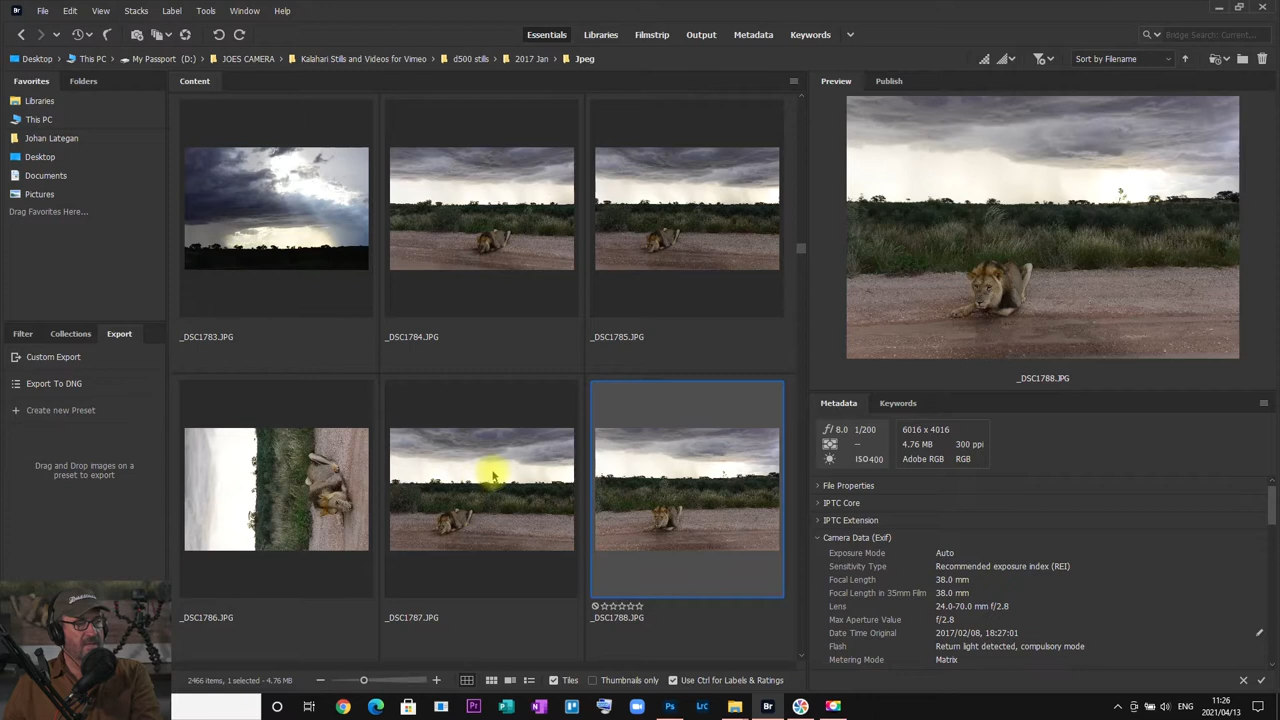 Br File Edit View Stacks Label Tools Window Help
Essentials Libraries Filmstrip Output Metadata Keywords Bridge Search: Current...
Desktop > This PC > My Passport (D:) > JOES CAMERA > Kalahari Stills and Videos for Vimeo > d500 stills > 2017 Jan > Jpeg
Sort by Filename
Favorites Folders
Libraries
This PC
Johan Lategan
Desktop
Documents
Pictures
Drag Favorites Here...
Filter Collections Export
Custom Export
Export To DNG
Create new Preset
Drag and Drop images on a
preset to export
Content
_DSC1783.JPG _DSC1784.JPG _DSC1785.JPG
_DSC1786.JPG _DSC1787.JPG _DSC1788.JPG
2466 items, 1 selected - 4.76 MB
Tiles Thumbnails only Use Ctrl for Labels & Ratings
Preview Publish
_DSC1788.JPG
Metadata Keywords
f/ 8.0 1/200
--
ISO400
6016 x 4016
4.76 MB 300 ppi
Adobe RGB RGB
File Properties
IPTC Core
IPTC Extension
Camera Data (Exif)
Exposure Mode Auto
Sensitivity Type Recommended exposure index (REI)
Focal Length 38.0 mm
Focal Length in 35mm Film 38.0 mm
Lens 24.0-70.0 mm f/2.8
Max Aperture Value f/2.8
Date Time Original 2017/02/08, 18:27:01
Flash Return light detected, compulsory mode
Metering Mode Matrix
Pr Ps Lrc Br
11:26
2021/04/13